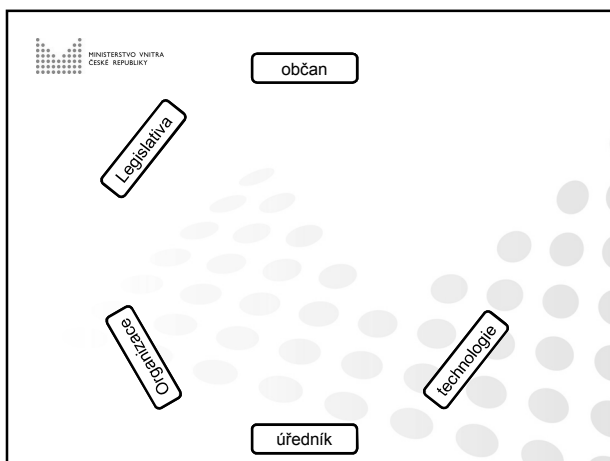 MINISTERSTVO VNITRA
ČESKÉ REPUBLIKY
občan
Legislativa
Organizace
technologie
úředník